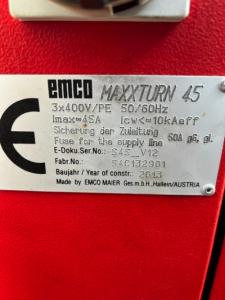 emco MAXXTURN 45
3x400V/PE 50/60Hz
Imax=45A Icw<=10kAeff
Sicherung der Zuleitung
Fuse for the supply line 50A gG, gl.
E-Doku.Ser.No.: S45_V12
Fabr.No.: SAC132901
Baujahr / Year of constr.: 2013
Made by EMCO MAIER Ges.m.b.H., Hallein/AUSTRIA
CE